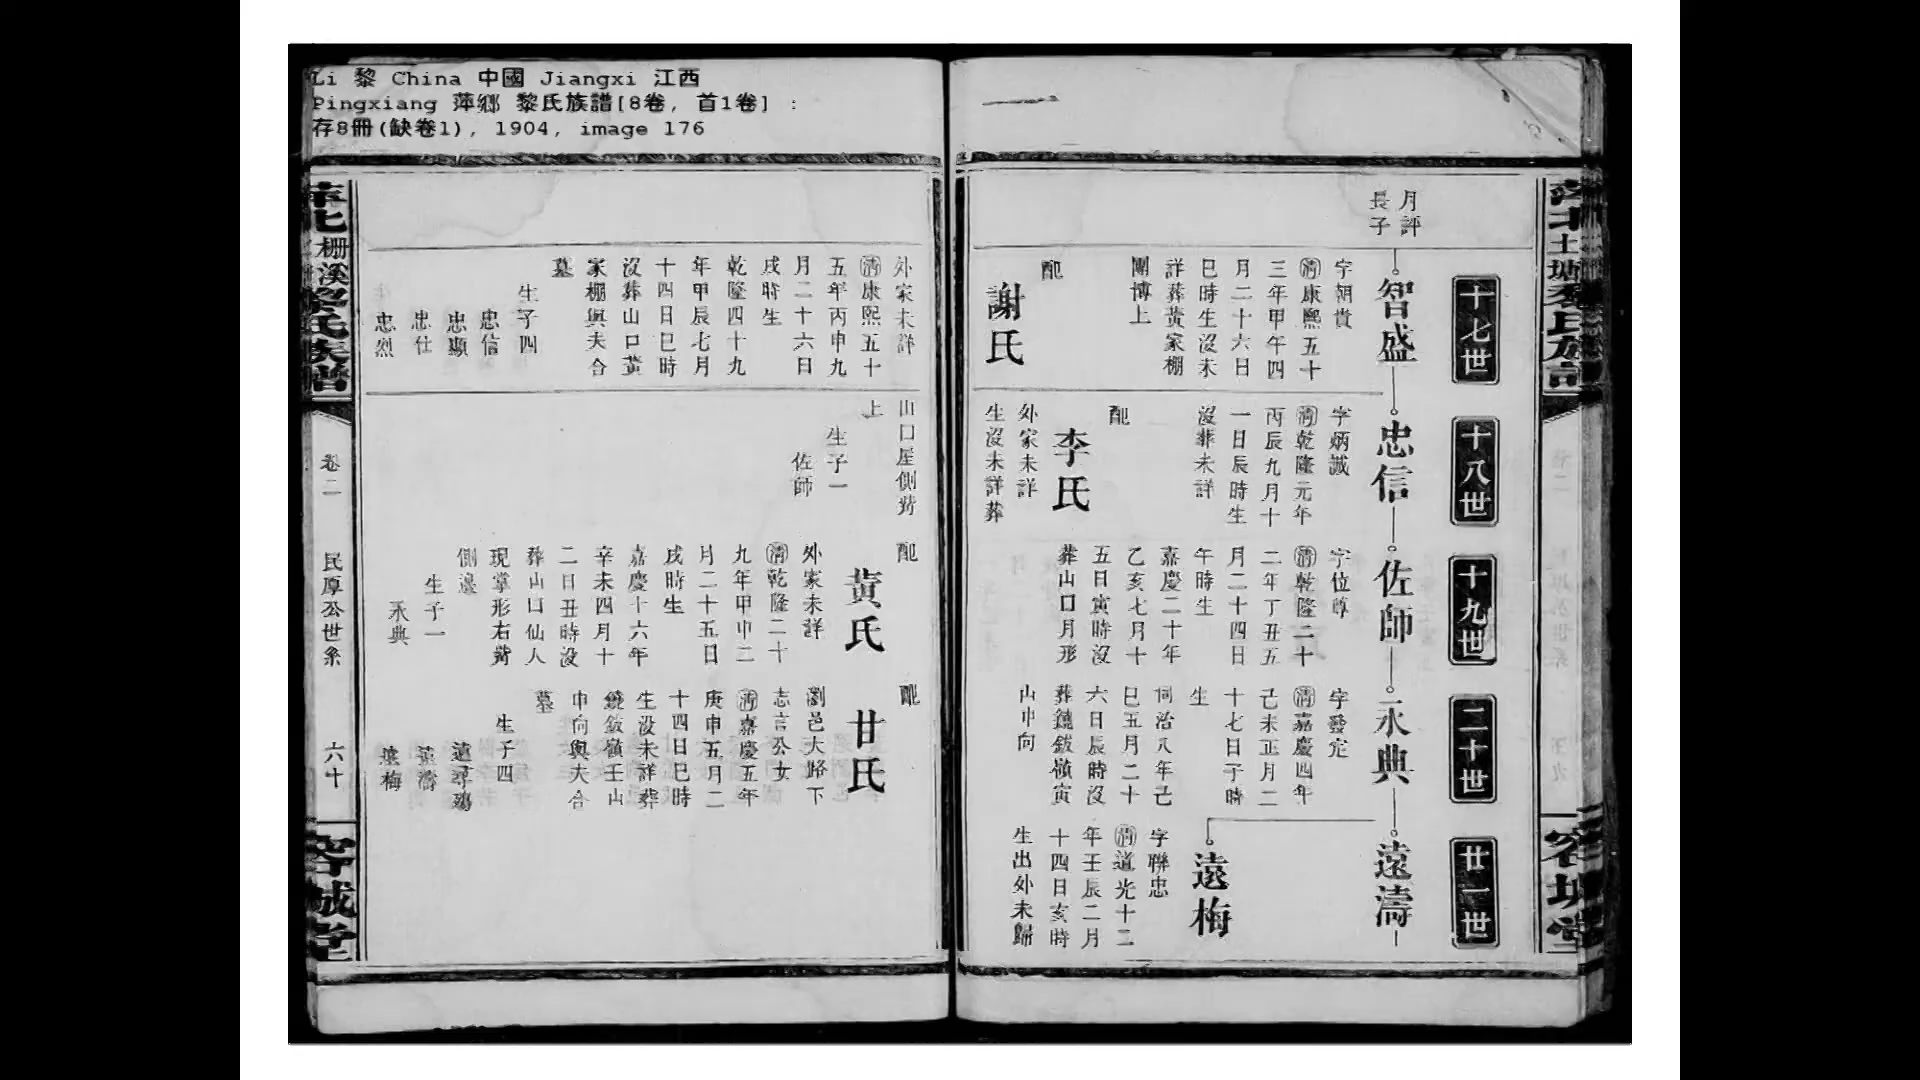 Li 黎 China 中國 Jiangxi 江西
Pingxiang 萍鄉 黎氏族譜[8卷, 首1卷] :
存8冊(缺卷1), 1904, image 176
十七世
十八世
十九世
二十世
廿一世
月評
長子
智盛
字朝貴
清康熙五十
三年甲午四
月二十六日
巳時生沒未
詳葬黃家棚
團博上
配
謝氏
忠信
字炳誠
清乾隆元年
丙辰九月十
一日辰時生
沒葬未詳
配
李氏
外家未詳
生沒未詳葬
佐師
字位尊
清乾隆二十
二年丁丑五
月二十四日
午時生
嘉慶二十年
乙亥七月十
五日寅時沒
葬山口月形
永典
字發完
清嘉慶四年
己未正月二
十七日子時
生
同治八年己
巳五月二十
六日辰時沒
葬鐃鈸嶺寅
山申向
遠濤
遠梅
字聯忠
清道光十二
年壬辰二月
十四日亥時
生出外未歸
外家未詳
清康熙五十
五年丙申九
月二十六日
戌時生
乾隆四十九
年甲辰七月
十四日巳時
沒葬山口黃
家棚與夫合
墓
生子四
忠信
忠顯
忠仕
忠烈
山口屋側塝
上
生子一
佐師
配
黃氏
外家未詳
清乾隆二十
九年甲申二
月二十五日
戌時生
嘉慶十六年
辛未四月十
二日丑時沒
葬山口仙人
現掌形右塝
側邊
生子一
永典
配
甘氏
瀏邑大路下
志言公女
清嘉慶五年
庚申五月二
十四日巳時
生沒未詳葬
鐃鈸嶺壬山
申向與夫合
墓
生子四
遠尋殤
遠濤
遠梅
萍北柵溪黎氏族譜
卷二
民厚公世系
六十